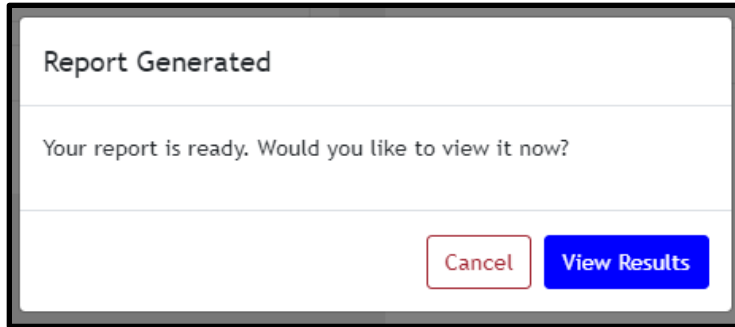 Report Generated
Your report is ready. Would you like to view it now?
Cancel
View Results